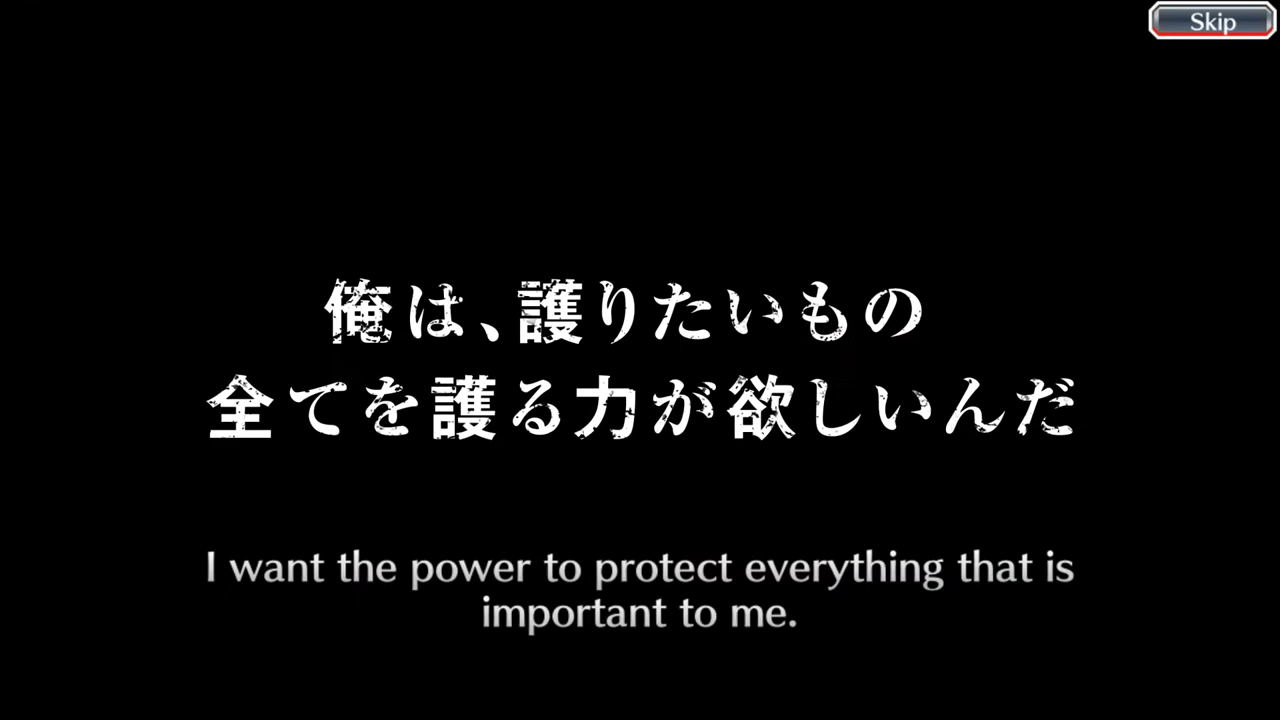 Skip
俺は、護りたいもの
全てを護る力が欲しいんだ
I want the power to protect everything that is
important to me.